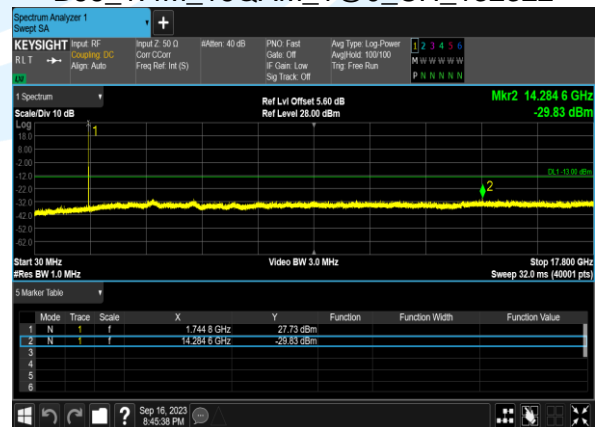 Spectrum Analyzer 1
Swept SA
+
KEYSIGHT Input: RF Input Z: 50 Ω #Atten: 40 dB PNO: Fast Avg Type: Log-Power 1 2 3 4 5 6
RLT Coupling: DC Corr CCorr Gate: Off Avg|Hold: 100/100 M W W W W W
Align: Auto Freq Ref: Int (S) IF Gain: Low Trig: Free Run
Sig Track: Off P N N N N N
LW
1 Spectrum Ref Lvl Offset 5.60 dB Mkr2 14.284 6 GHz
Scale/Div 10 dB Ref Level 28.00 dBm -29.83 dBm
Log
18.0
8.00
-2.00
-12.0
-22.0
-32.0
-42.0
-52.0
-62.0
1
DL1 -13.00 dBm
2
Start 30 MHz Video BW 3.0 MHz Stop 17.800 GHz
#Res BW 1.0 MHz Sweep 32.0 ms (40001 pts)
5 Marker Table
Mode Trace Scale X Y Function Function Width Function Value
1 N 1 f 1.744 8 GHz 27.73 dBm
2 N 1 f 14.284 6 GHz -29.83 dBm
3
4
5
6
? Sep 16, 2023
8:45:38 PM